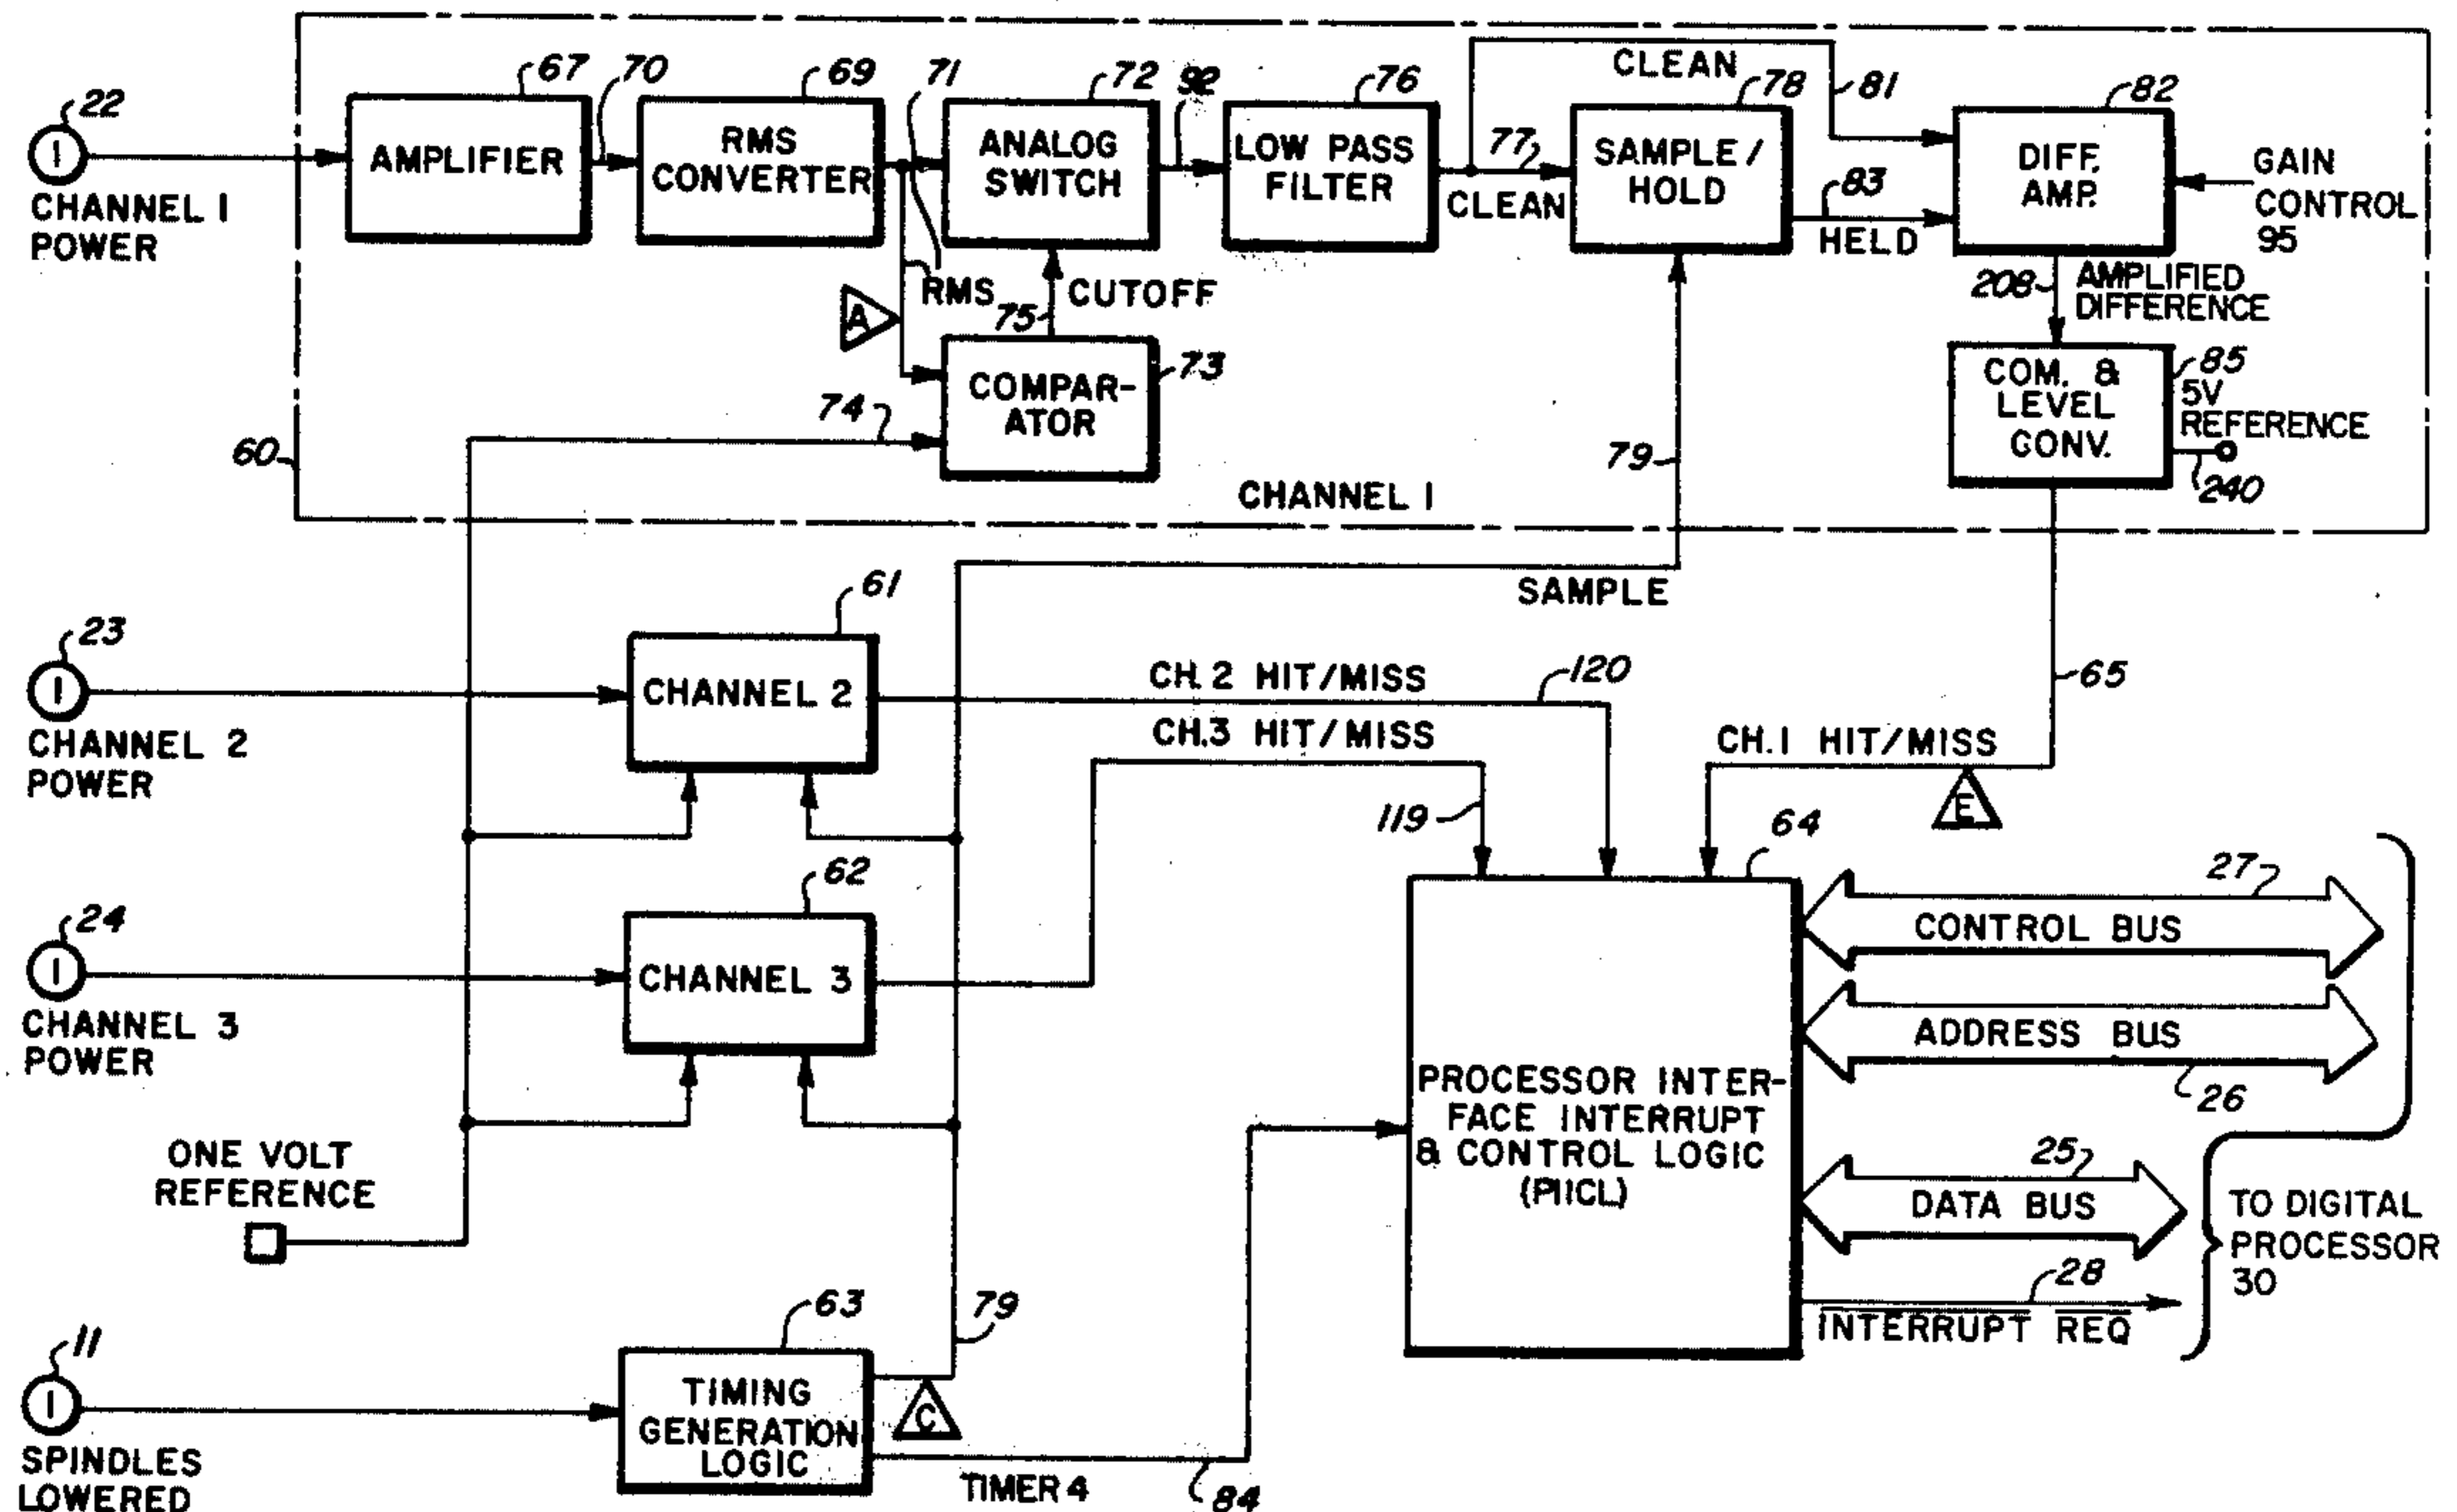 67
70
69
71
72
92
76
CLEAN
78
81
82
22
I
AMPLIFIER
RMS
CONVERTER
ANALOG
SWITCH
LOW PASS
FILTER
77
CLEAN
SAMPLE /
HOLD
83
HELD
DIFF.
AMP.
GAIN
CONTROL
95
CHANNEL I
POWER
A
RMS
75
CUTOFF
208
AMPLIFIED
DIFFERENCE
74
COMPAR-
ATOR
73
COM. &
LEVEL
CONV.
85
5V
REFERENCE
240
60
79
CHANNEL I
SAMPLE
23
I
CHANNEL 2
POWER
61
CHANNEL 2
CH. 2 HIT/MISS
120
CH.3 HIT/MISS
119
CH.1 HIT/MISS
65
E
64
24
I
CHANNEL 3
POWER
62
CHANNEL 3
27
CONTROL BUS
ADDRESS BUS
26
PROCESSOR INTER-
FACE INTERRUPT
& CONTROL LOGIC
(PIICL)
25
DATA BUS
28
INTERRUPT REQ
TO DIGITAL
PROCESSOR
30
ONE VOLT
REFERENCE
11
I
SPINDLES
LOWERED
63
TIMING
GENERATION
LOGIC
79
C
TIMER 4
84